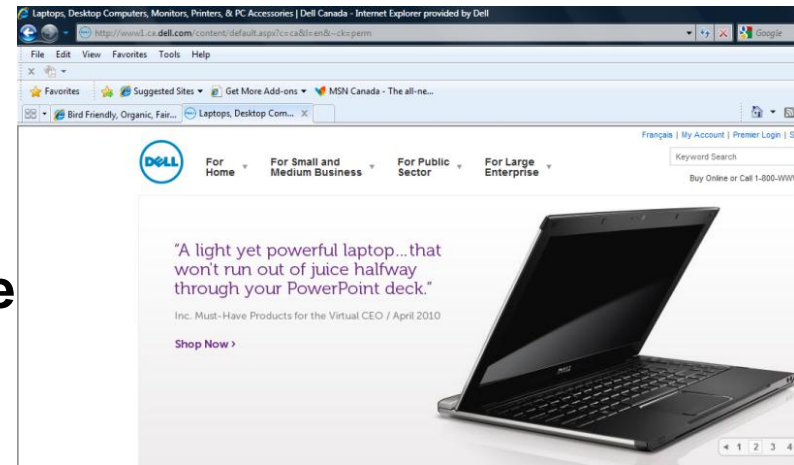 Laptops, Desktop Computers, Monitors, Printers, & PC Accessories | Dell Canada - Internet Explorer provided by Dell
http://www1.ca.dell.com/content/default.aspx?c=ca&l=en&~ck=perm
Google
File Edit View Favorites Tools Help
x
Favorites Suggested Sites Get More Add-ons MSN Canada - The all-ne...
Bird Friendly, Organic, Fair... Laptops, Desktop Com... X
Français | My Account | Premier Login | S
DELL
For Home
For Small and Medium Business
For Public Sector
For Large Enterprise
Keyword Search
Buy Online or Call 1-800-WWW
"A light yet powerful laptop...that
won't run out of juice halfway
through your PowerPoint deck."
e
Inc. Must-Have Products for the Virtual CEO / April 2010
Shop Now >
1 2 3 4